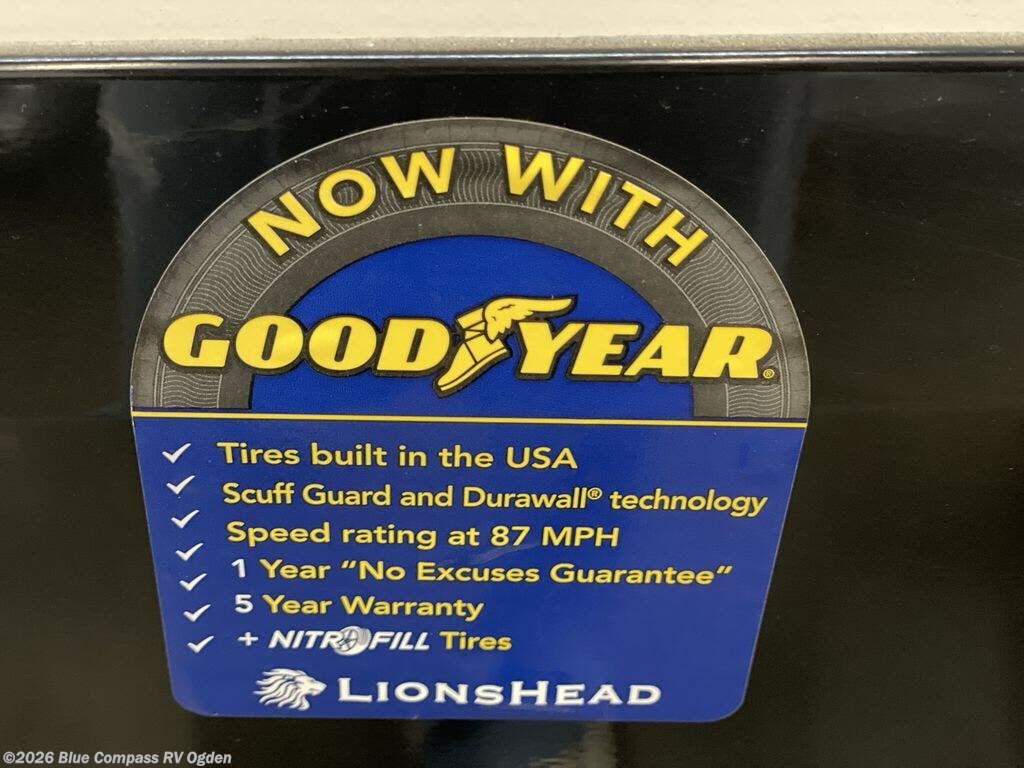 NOW WITH
GOODYEAR®
✓ Tires built in the USA
✓ Scuff Guard and Durawall® technology
✓ Speed rating at 87 MPH
✓ 1 Year "No Excuses Guarantee"
✓ 5 Year Warranty
✓ + NITROFILL Tires
LIONSHEAD
©2026 Blue Compass RV Ogden